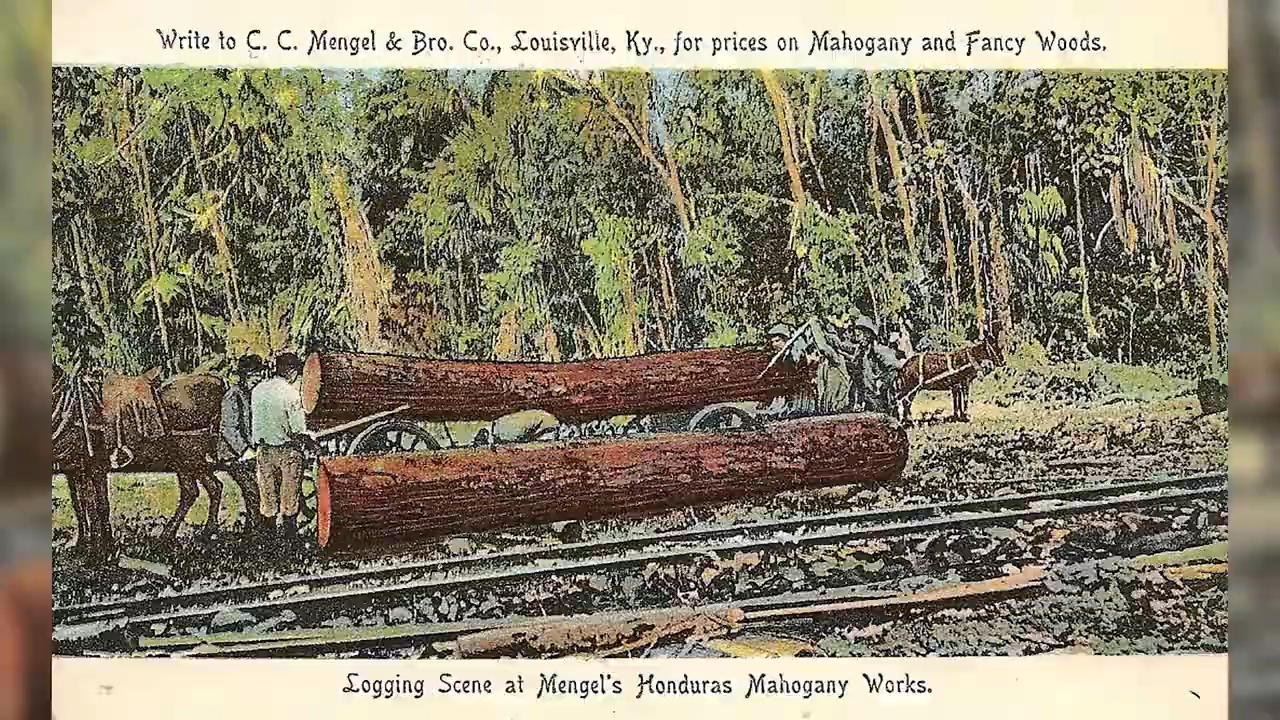 Write to C. C. Mengel & Bro. Co., Louisville, Ky., for prices on Mahogany and Fancy Woods.
Logging Scene at Mengel's Honduras Mahogany Works.